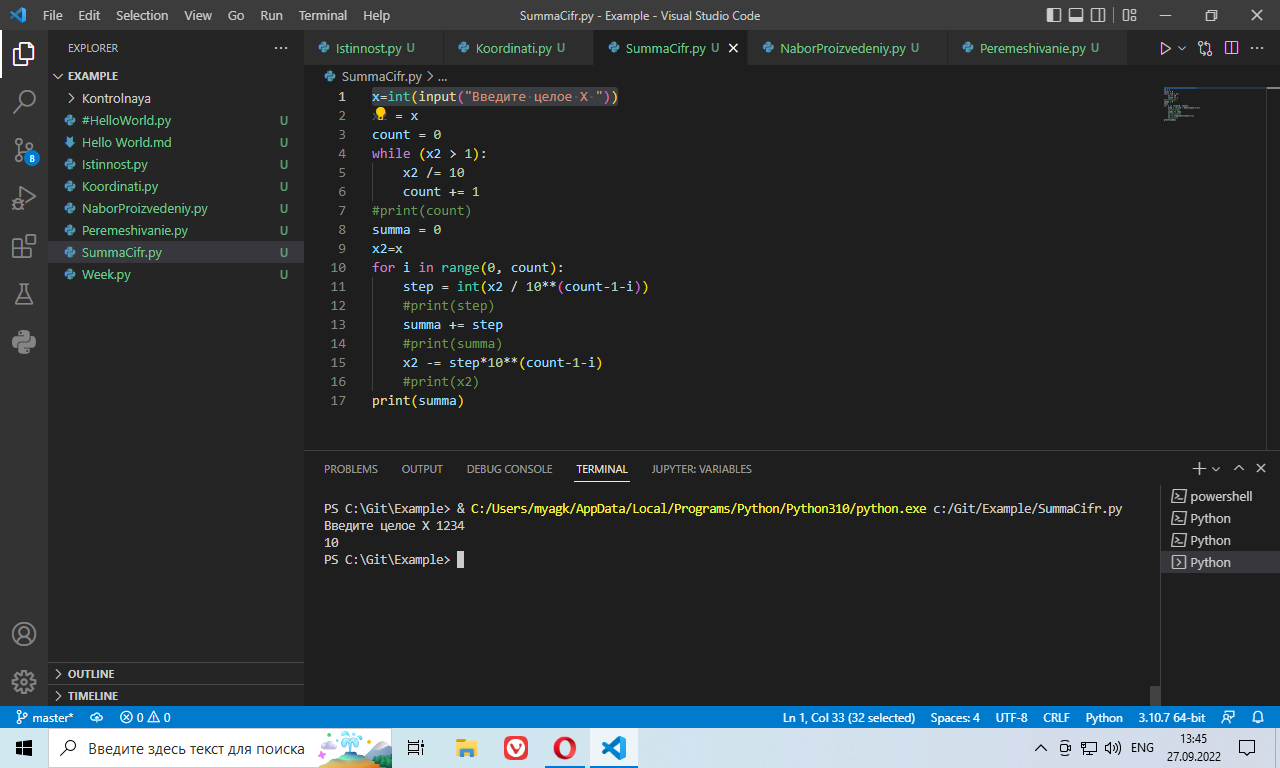 File Edit Selection View Go Run Terminal Help SummaCifr.py - Example - Visual Studio Code
EXPLORER
EXAMPLE
Kontrolnaya
#HelloWorld.py U
Hello World.md U
Istinnost.py U
Koordinati.py U
NaborProizvedeniy.py U
Peremeshivanie.py U
SummaCifr.py U
Week.py U
OUTLINE
TIMELINE
8
Istinnost.py U Koordinati.py U SummaCifr.py U NaborProizvedeniy.py U Peremeshivanie.py U
SummaCifr.py > ...
1 x=int(input("Введите целое X "))
2 = x
3 count = 0
4 while (x2 > 1):
5 x2 /= 10
6 count += 1
7 #print(count)
8 summa = 0
9 x2=x
10 for i in range(0, count):
11 step = int(x2 / 10**(count-1-i))
12 #print(step)
13 summa += step
14 #print(summa)
15 x2 -= step*10**(count-1-i)
16 #print(x2)
17 print(summa)
PROBLEMS OUTPUT DEBUG CONSOLE TERMINAL JUPYTER: VARIABLES
PS C:\Git\Example> & C:/Users/myagk/AppData/Local/Programs/Python/Python310/python.exe c:/Git/Example/SummaCifr.py
Введите целое X 1234
10
PS C:\Git\Example>
powershell
Python
Python
Python
master* 0 0 Ln 1, Col 33 (32 selected) Spaces: 4 UTF-8 CRLF Python 3.10.7 64-bit
Введите здесь текст для поиска
ENG
13:45
27.09.2022